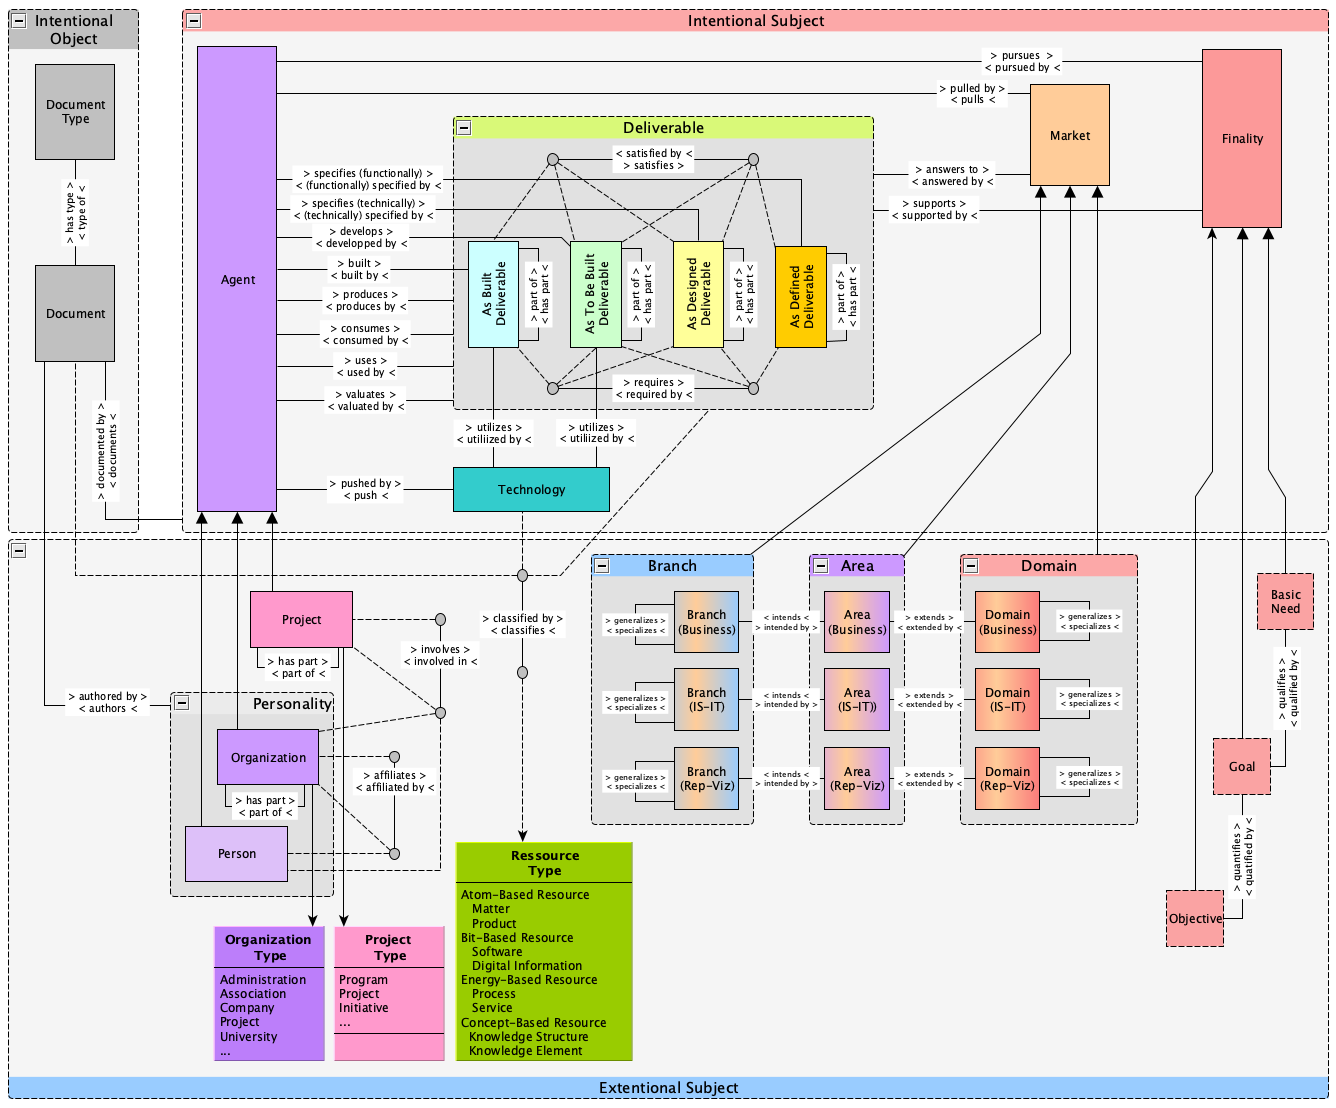 Intentional
Object
Intentional Subject
Document
Type
> has type >
< type of <
Document
> documented by >
< documents <
Agent
> pursues >
< pursued by <
> pulled by >
< pulls <
Market
Finality
Deliverable
< satisfied by <
> satisfies >
> answers to >
< answered by <
> supports >
< supported by <
> specifies (functionally) >
< (functionally) specified by <
> specifies (technically) >
< (technically) specified by <
> develops >
< developped by <
> built >
< built by <
> produces >
< produces by <
> consumes >
< consumed by <
> uses >
< used by <
> valuates >
< valuated by <
As Built
Deliverable
> part of >
< has part <
As To Be Built
Deliverable
> part of >
< has part <
As Designed
Deliverable
> part of >
< has part <
As Defined
Deliverable
> part of >
< has part <
> requires >
< required by <
> utilizes >
< utiliized by <
> utilizes >
< utiliized by <
> pushed by >
< push <
Technology
Project
> has part >
< part of <
> involves >
< involved in <
> classified by >
< classifies <
> authored by >
< authors <
Personality
Organization
> has part >
< part of <
> affiliates >
< affiliated by <
Person
Branch
Area
Domain
> generalizes >
< specializes <
Branch
(Business)
< intends <
> intended by >
Area
(Business)
> extends >
< extended by <
Domain
(Business)
> generalizes >
< specializes <
> generalizes >
< specializes <
Branch
(IS-IT)
< intends <
> intended by >
Area
(IS-IT))
> extends >
< extended by <
Domain
(IS-IT)
> generalizes >
< specializes <
> generalizes >
< specializes <
Branch
(Rep-Viz)
< intends <
> intended by >
Area
(Rep-Viz)
> extends >
< extended by <
Domain
(Rep-Viz)
> generalizes >
< specializes <
Basic
Need
> qualifies >
< qualified by <
Goal
> quantifies >
< quatified by <
Objective
Organization
Type
Administration
Association
Company
Project
University
...
Project
Type
Program
Project
Initiative
...
Ressource
Type
Atom-Based Resource
Matter
Product
Bit-Based Resource
Software
Digital Information
Energy-Based Resource
Process
Service
Concept-Based Resource
Knowledge Structure
Knowledge Element
Extentional Subject